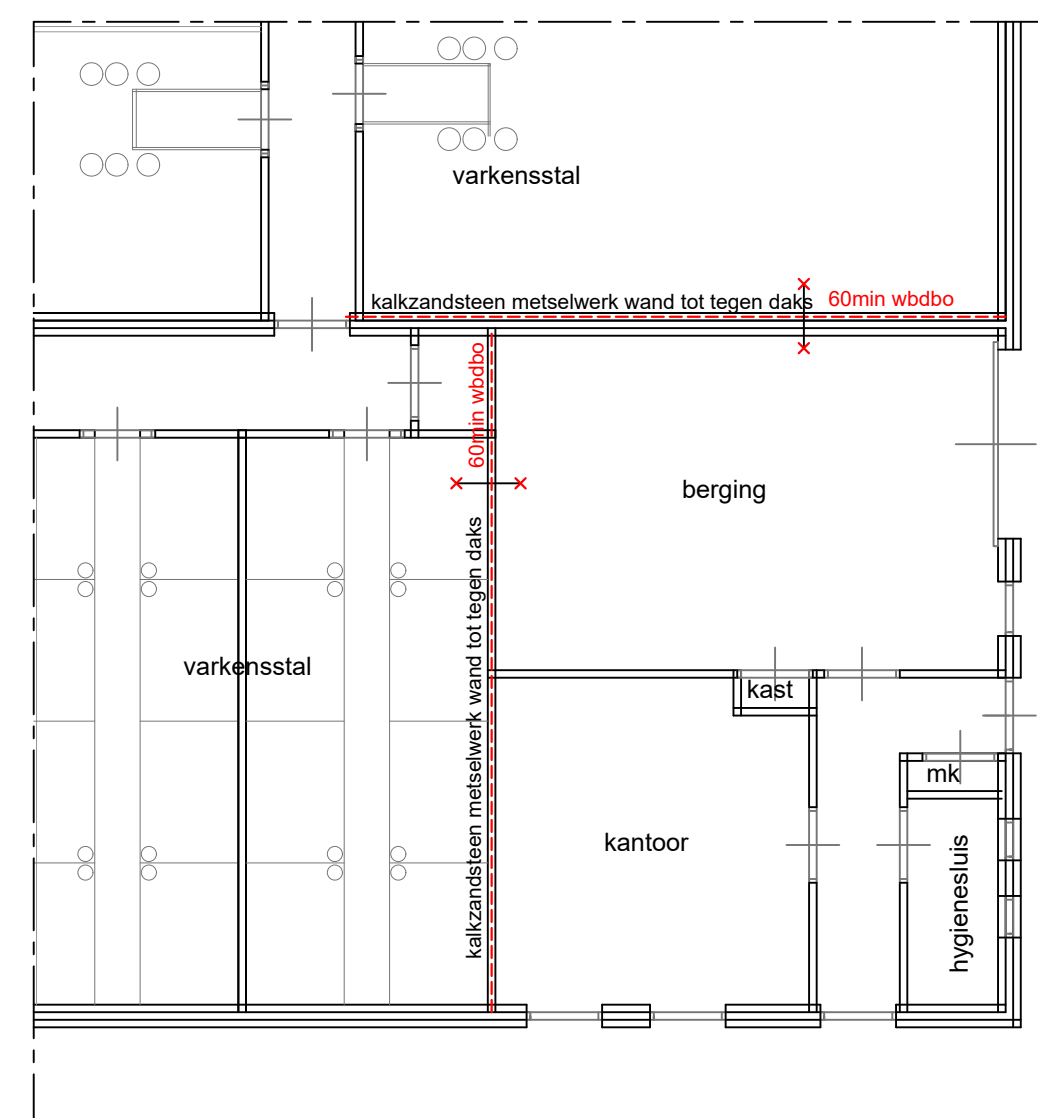 varkensstal
kalkzandsteen metselwerk wand tot tegen daks
60min wbdbo
60min wbdbo
berging
kalkzandsteen metselwerk wand tot tegen daks
varkensstal
kast
mk
kantoor
hygienesluis